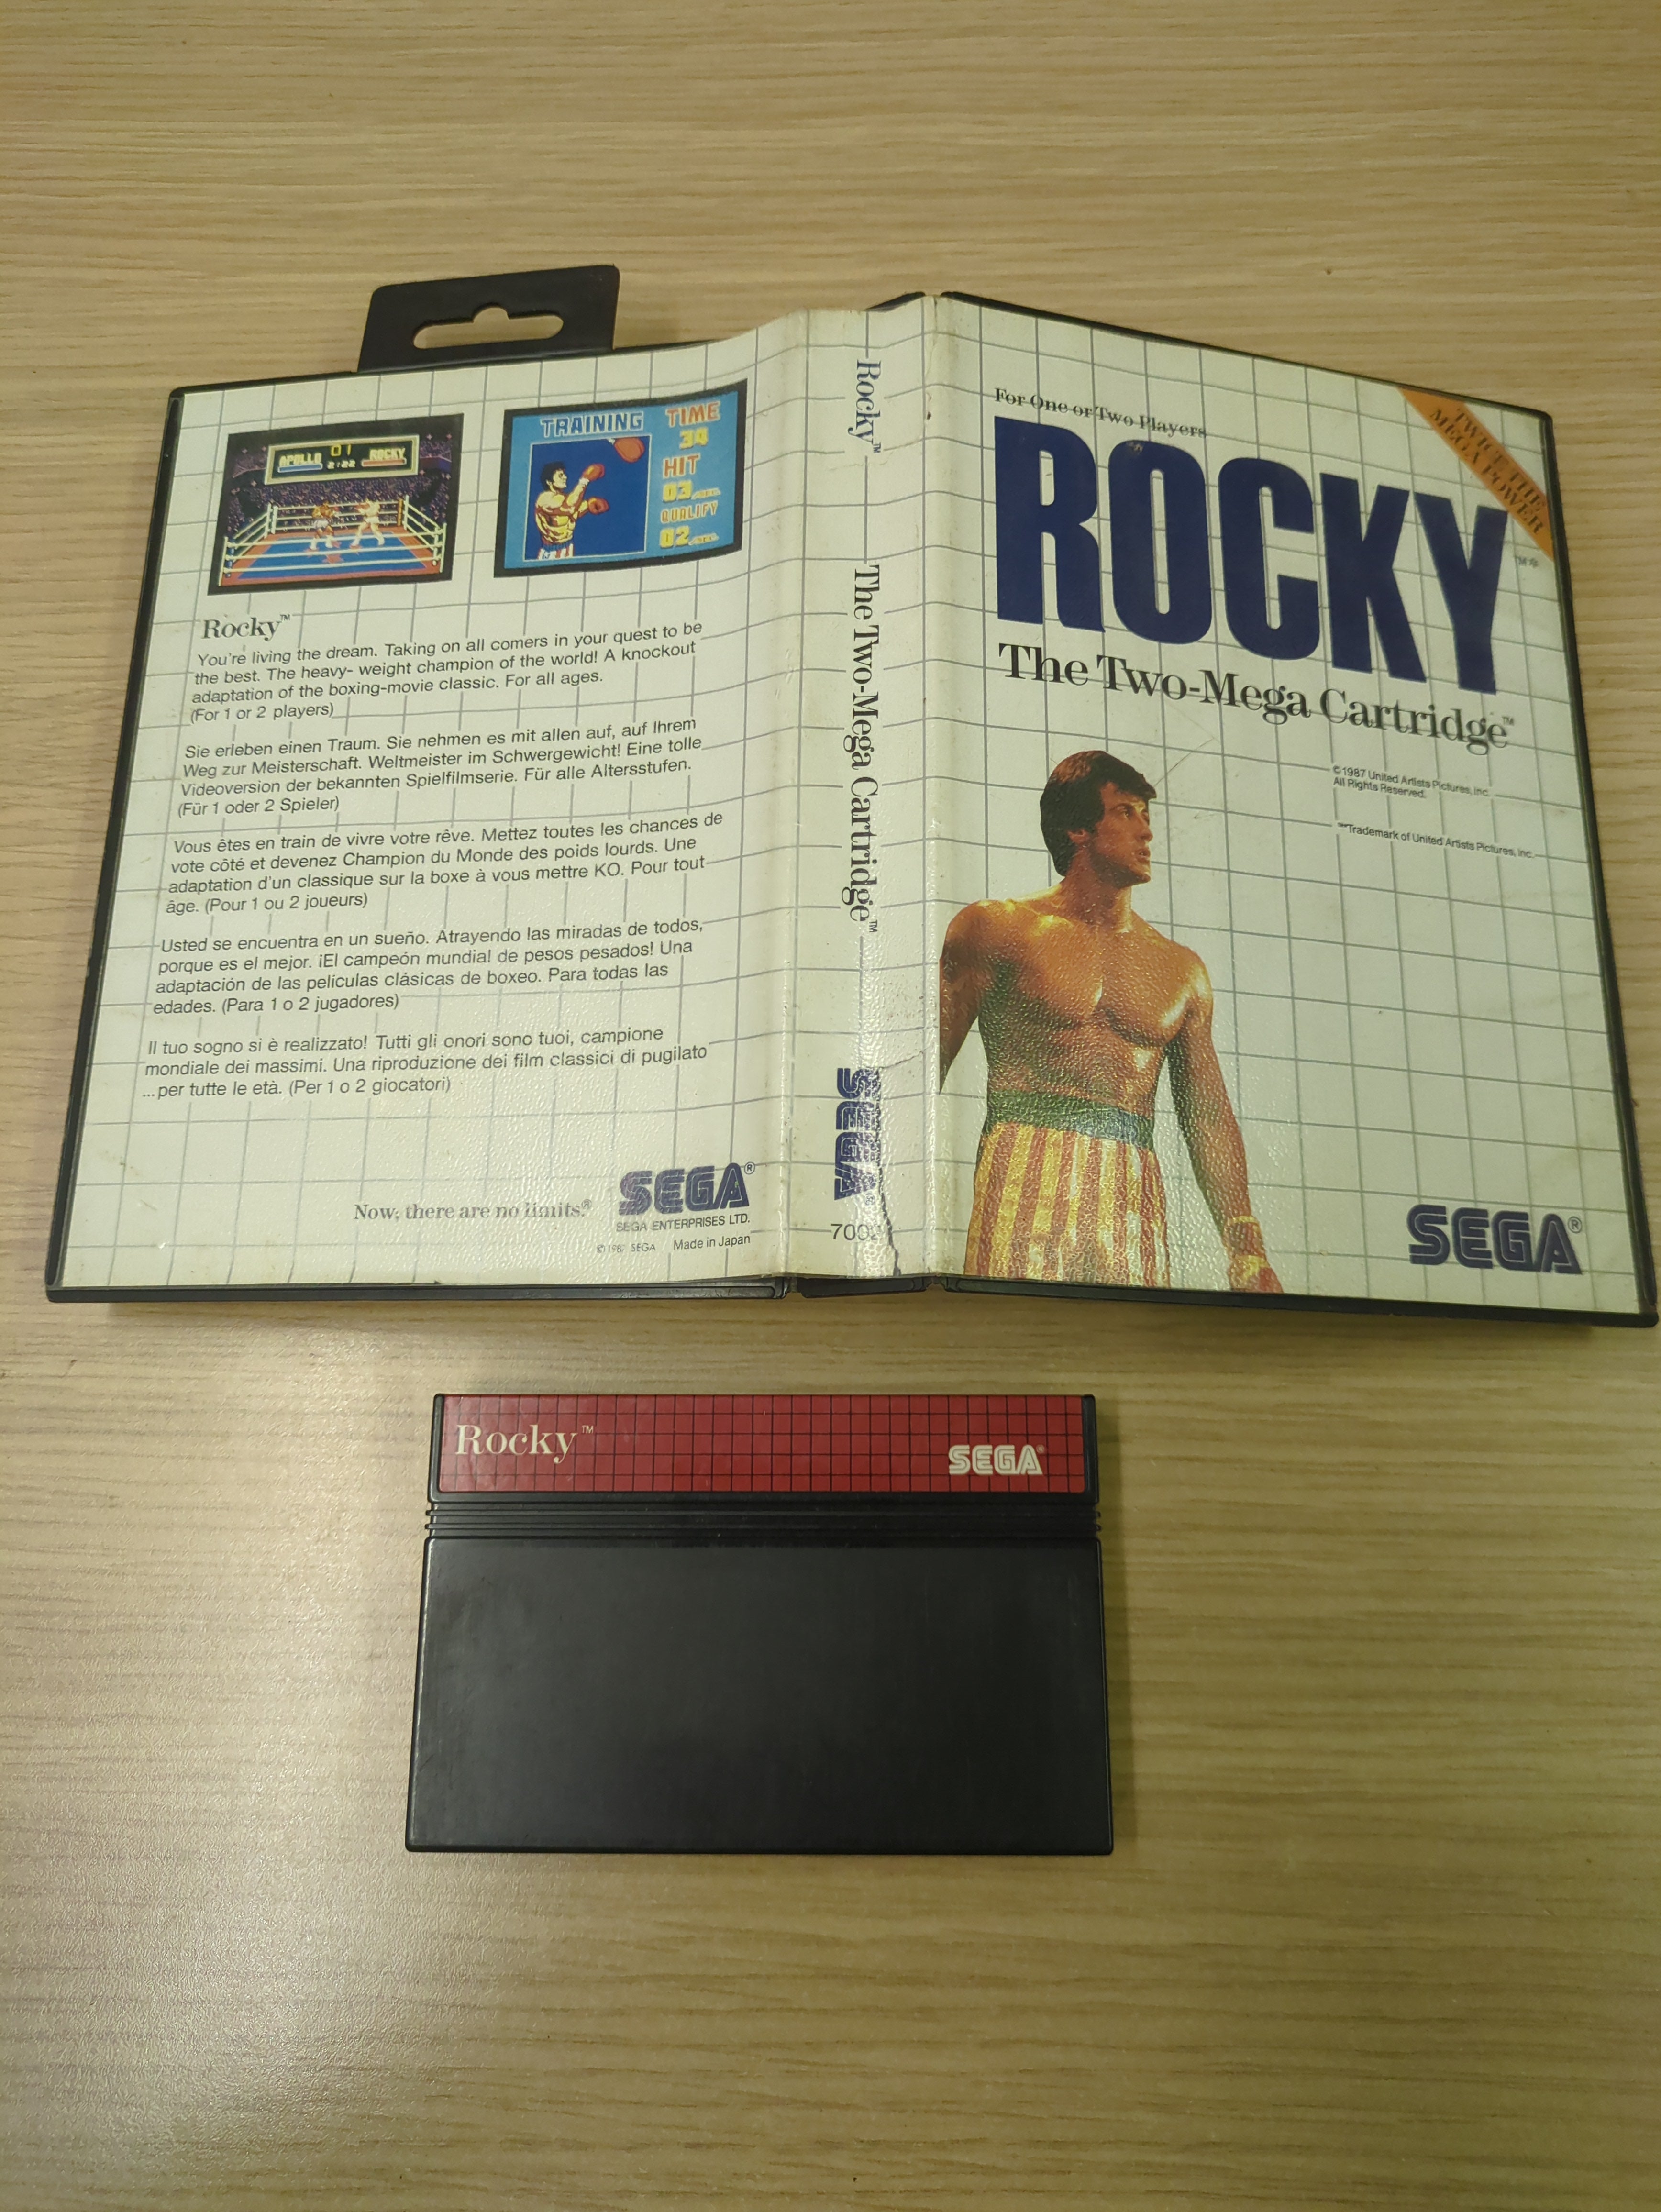 APOLLO 01 ROCKY
2:22
TRAINING
TIME
34
HIT
03
QUALIFY
02
Rocky™
You're living the dream. Taking on all comers in your quest to be
the best. The heavy- weight champion of the world! A knockout
adaptation of the boxing-movie classic. For all ages.
(For 1 or 2 players)
Sie erleben einen Traum. Sie nehmen es mit allen auf, auf Ihrem
Weg zur Meisterschaft. Weltmeister im Schwergewicht! Eine tolle
Videoversion der bekannten Spielfilmserie. Für alle Altersstufen.
(Für 1 oder 2 Spieler)
Vous êtes en train de vivre votre rêve. Mettez toutes les chances de
vote côté et devenez Champion du Monde des poids lourds. Une
adaptation d'un classique sur la boxe à vous mettre KO. Pour tout
âge. (Pour 1 ou 2 joueurs)
Usted se encuentra en un sueño. Atrayendo las miradas de todos,
porque es el mejor. ¡El campeón mundial de pesos pesados! Una
adaptación de las películas clásicas de boxeo. Para todas las
edades. (Para 1 o 2 jugadores)
Il tuo sogno si è realizzato! Tutti gli onori sono tuoi, campione
mondiale dei massimi. Una riproduzione dei film classici di pugilato
...per tutte le età. (Per 1 o 2 giocatori)
Now, there are no limits.®
SEGA®
SEGA ENTERPRISES LTD.
SEGA Made in Japan
Rocky™
The Two-Mega Cartridge™
SEGA®
For One or Two Players
TWICE THE
MEGA POWER
ROCKY™*
The Two-Mega Cartridge™
©1987 United Artists Pictures, Inc.
All Rights Reserved.
™*Trademark of United Artists Pictures, Inc.
SEGA®
Rocky™
SEGA®